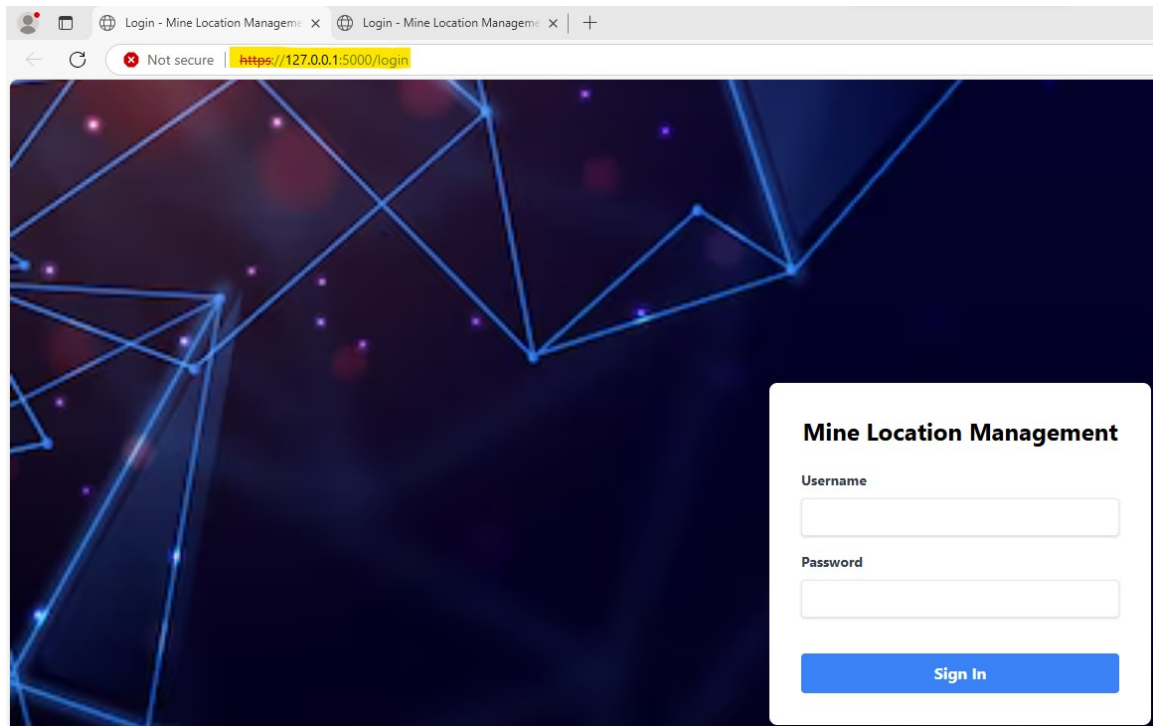 Login - Mine Location Manageme
Login - Mine Location Manageme
Not secure https://127.0.0.1:5000/login
Mine Location Management
Username
Password
Sign In